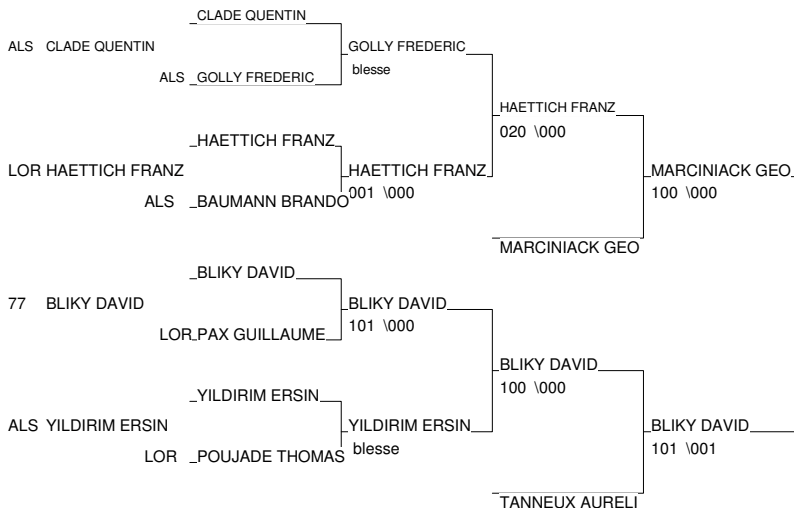 CLADE QUENTIN
ALS CLADE QUENTIN
GOLLY FREDERIC
blesse
ALS GOLLY FREDERIC
HAETTICH FRANZ
020 \000
HAETTICH FRANZ
LOR HAETTICH FRANZ
HAETTICH FRANZ
001 \000
MARCINIACK GEO
100 \000
ALS BAUMANN BRANDO
MARCINIACK GEO
BLIKY DAVID
77 BLIKY DAVID
BLIKY DAVID
101 \000
LOR PAX GUILLAUME
BLIKY DAVID
100 \000
YILDIRIM ERSIN
ALS YILDIRIM ERSIN
YILDIRIM ERSIN
blesse
BLIKY DAVID
101 \001
LOR POUJADE THOMAS
TANNEUX AURELI